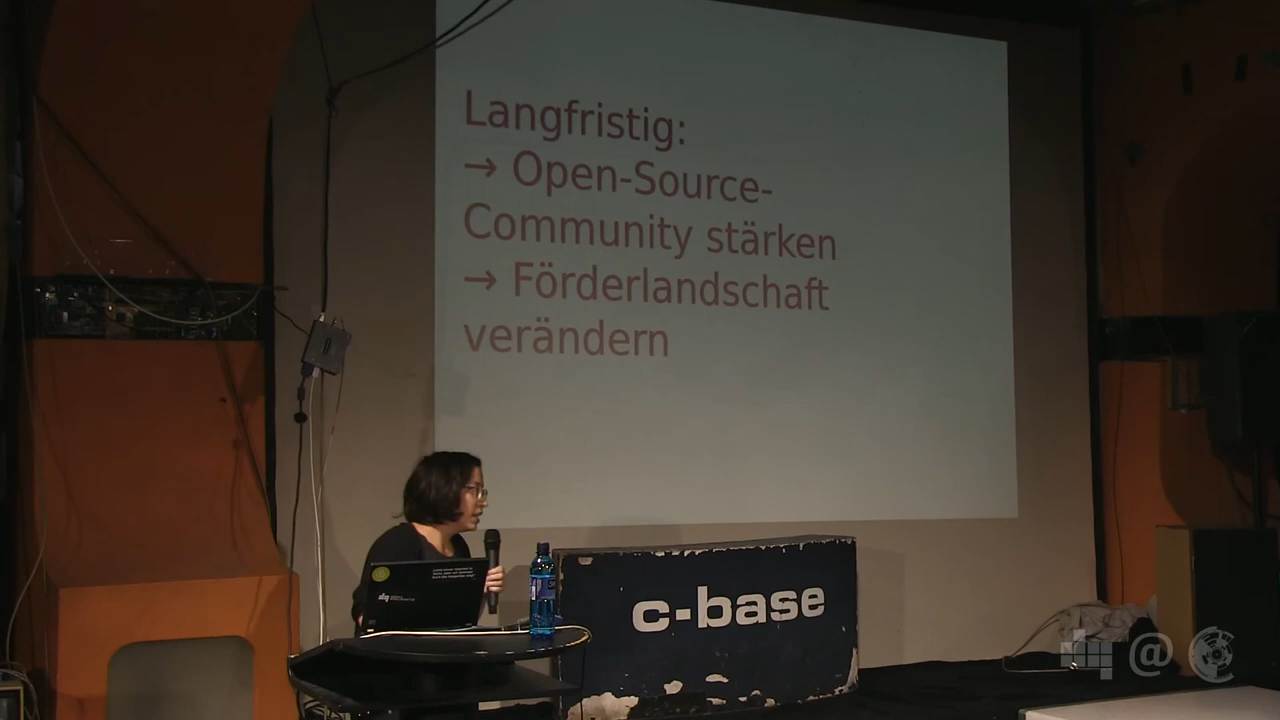 Langfristig:
→ Open-Source-
Community stärken
→ Förderlandschaft
verändern
c-base
@